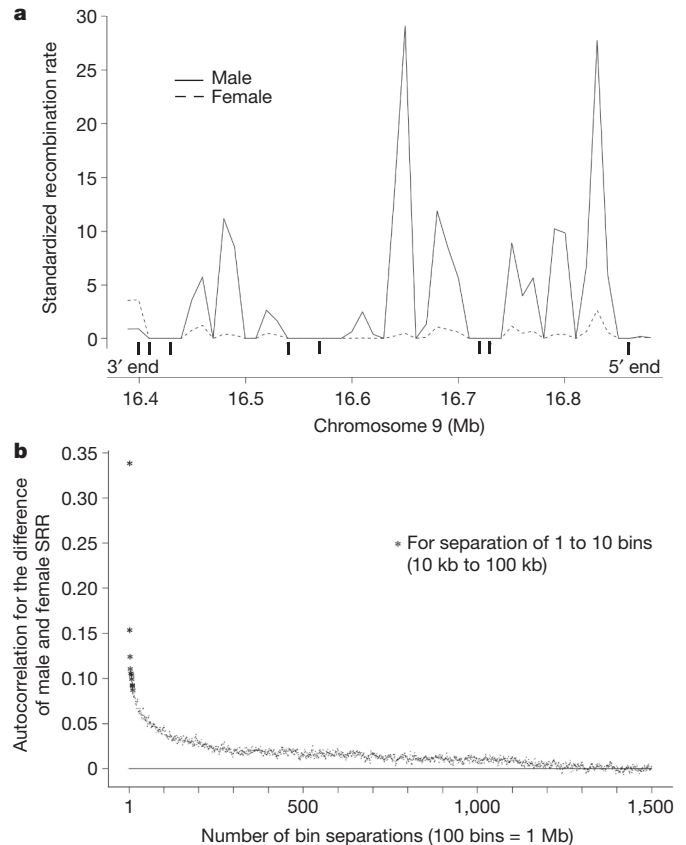 a
Standardized recombination rate
30
25
20
15
10
5
0
Male
Female
3′ end
5′ end
16.4
16.5
16.6
16.7
16.8
Chromosome 9 (Mb)
b
Autocorrelation for the difference
of male and female SRR
0.35
0.30
0.25
0.20
0.15
0.10
0.05
0
* For separation of 1 to 10 bins
(10 kb to 100 kb)
1
500
1,000
1,500
Number of bin separations (100 bins = 1 Mb)